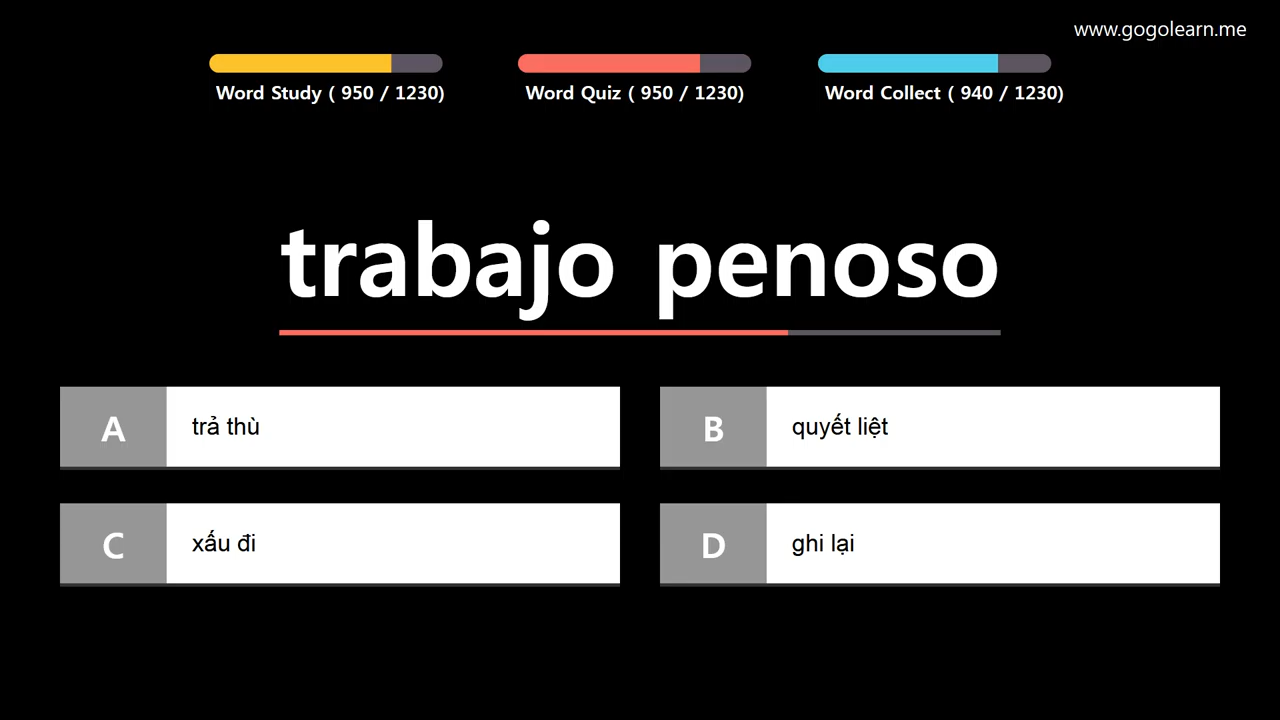 www.gogolearn.me
Word Study ( 950 / 1230)
Word Quiz ( 950 / 1230)
Word Collect ( 940 / 1230)
trabajo penoso
A trả thù
B quyết liệt
C xấu đi
D ghi lại